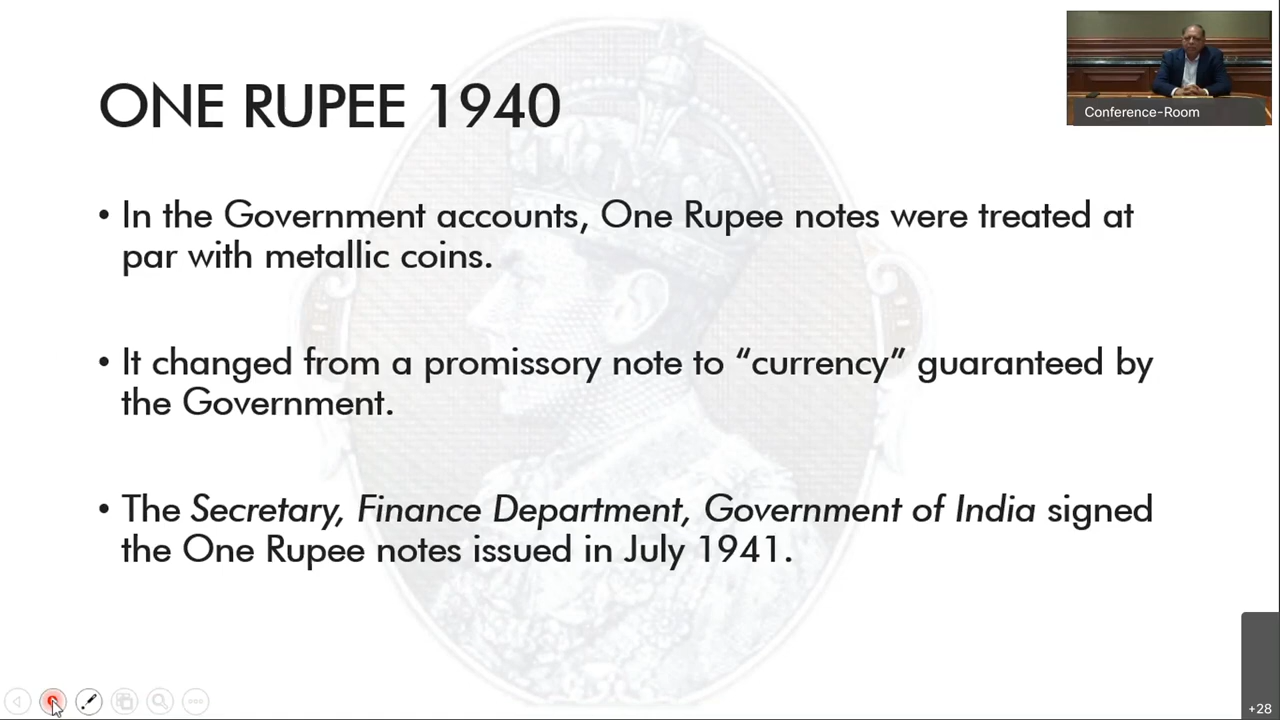 ONE RUPEE 1940
Conference-Room
• In the Government accounts, One Rupee notes were treated at
par with metallic coins.
• It changed from a promissory note to “currency” guaranteed by
the Government.
• The Secretary, Finance Department, Government of India signed
the One Rupee notes issued in July 1941.
+28